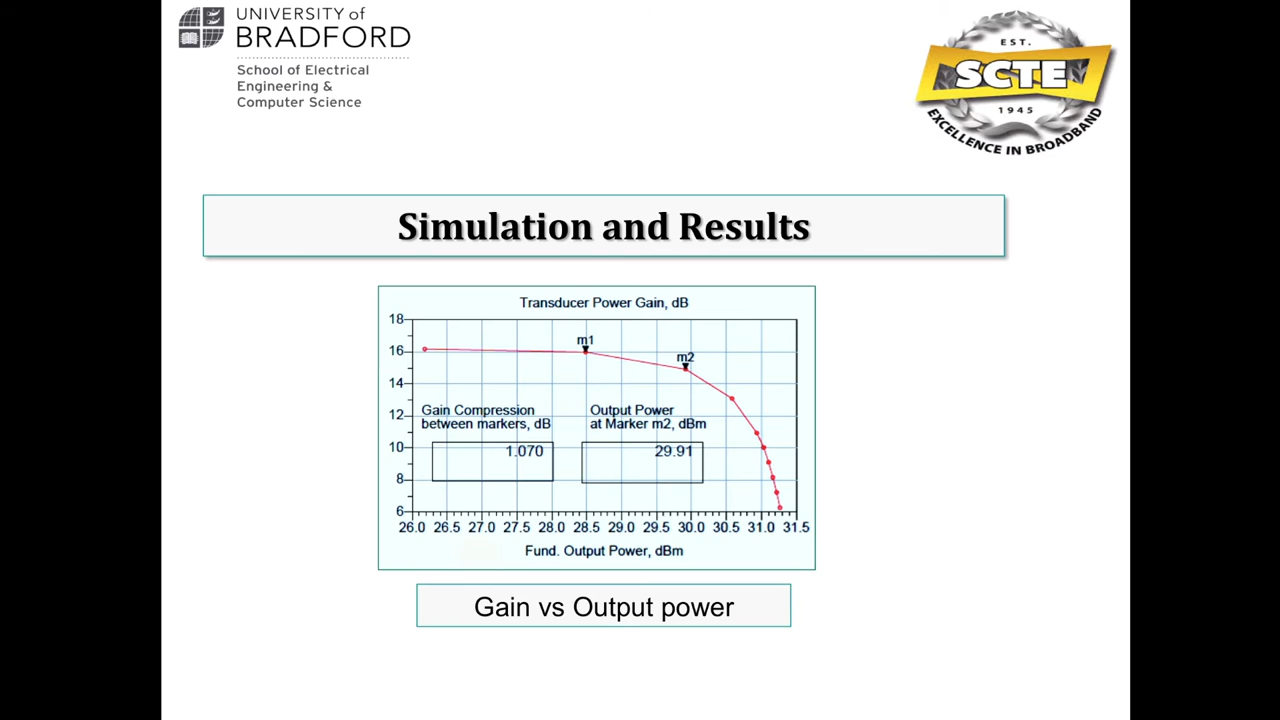 UNIVERSITY of
BRADFORD
School of Electrical
Engineering &
Computer Science
EST.
SCTE
1945
EXCELLENCE IN BROADBAND
Simulation and Results
Transducer Power Gain, dB
18
16
14
12
10
8
6
m1
m2
Gain Compression
between markers, dB
1.070
Output Power
at Marker m2, dBm
29.91
26.0 26.5 27.0 27.5 28.0 28.5 29.0 29.5 30.0 30.5 31.0 31.5
Fund. Output Power, dBm
Gain vs Output power